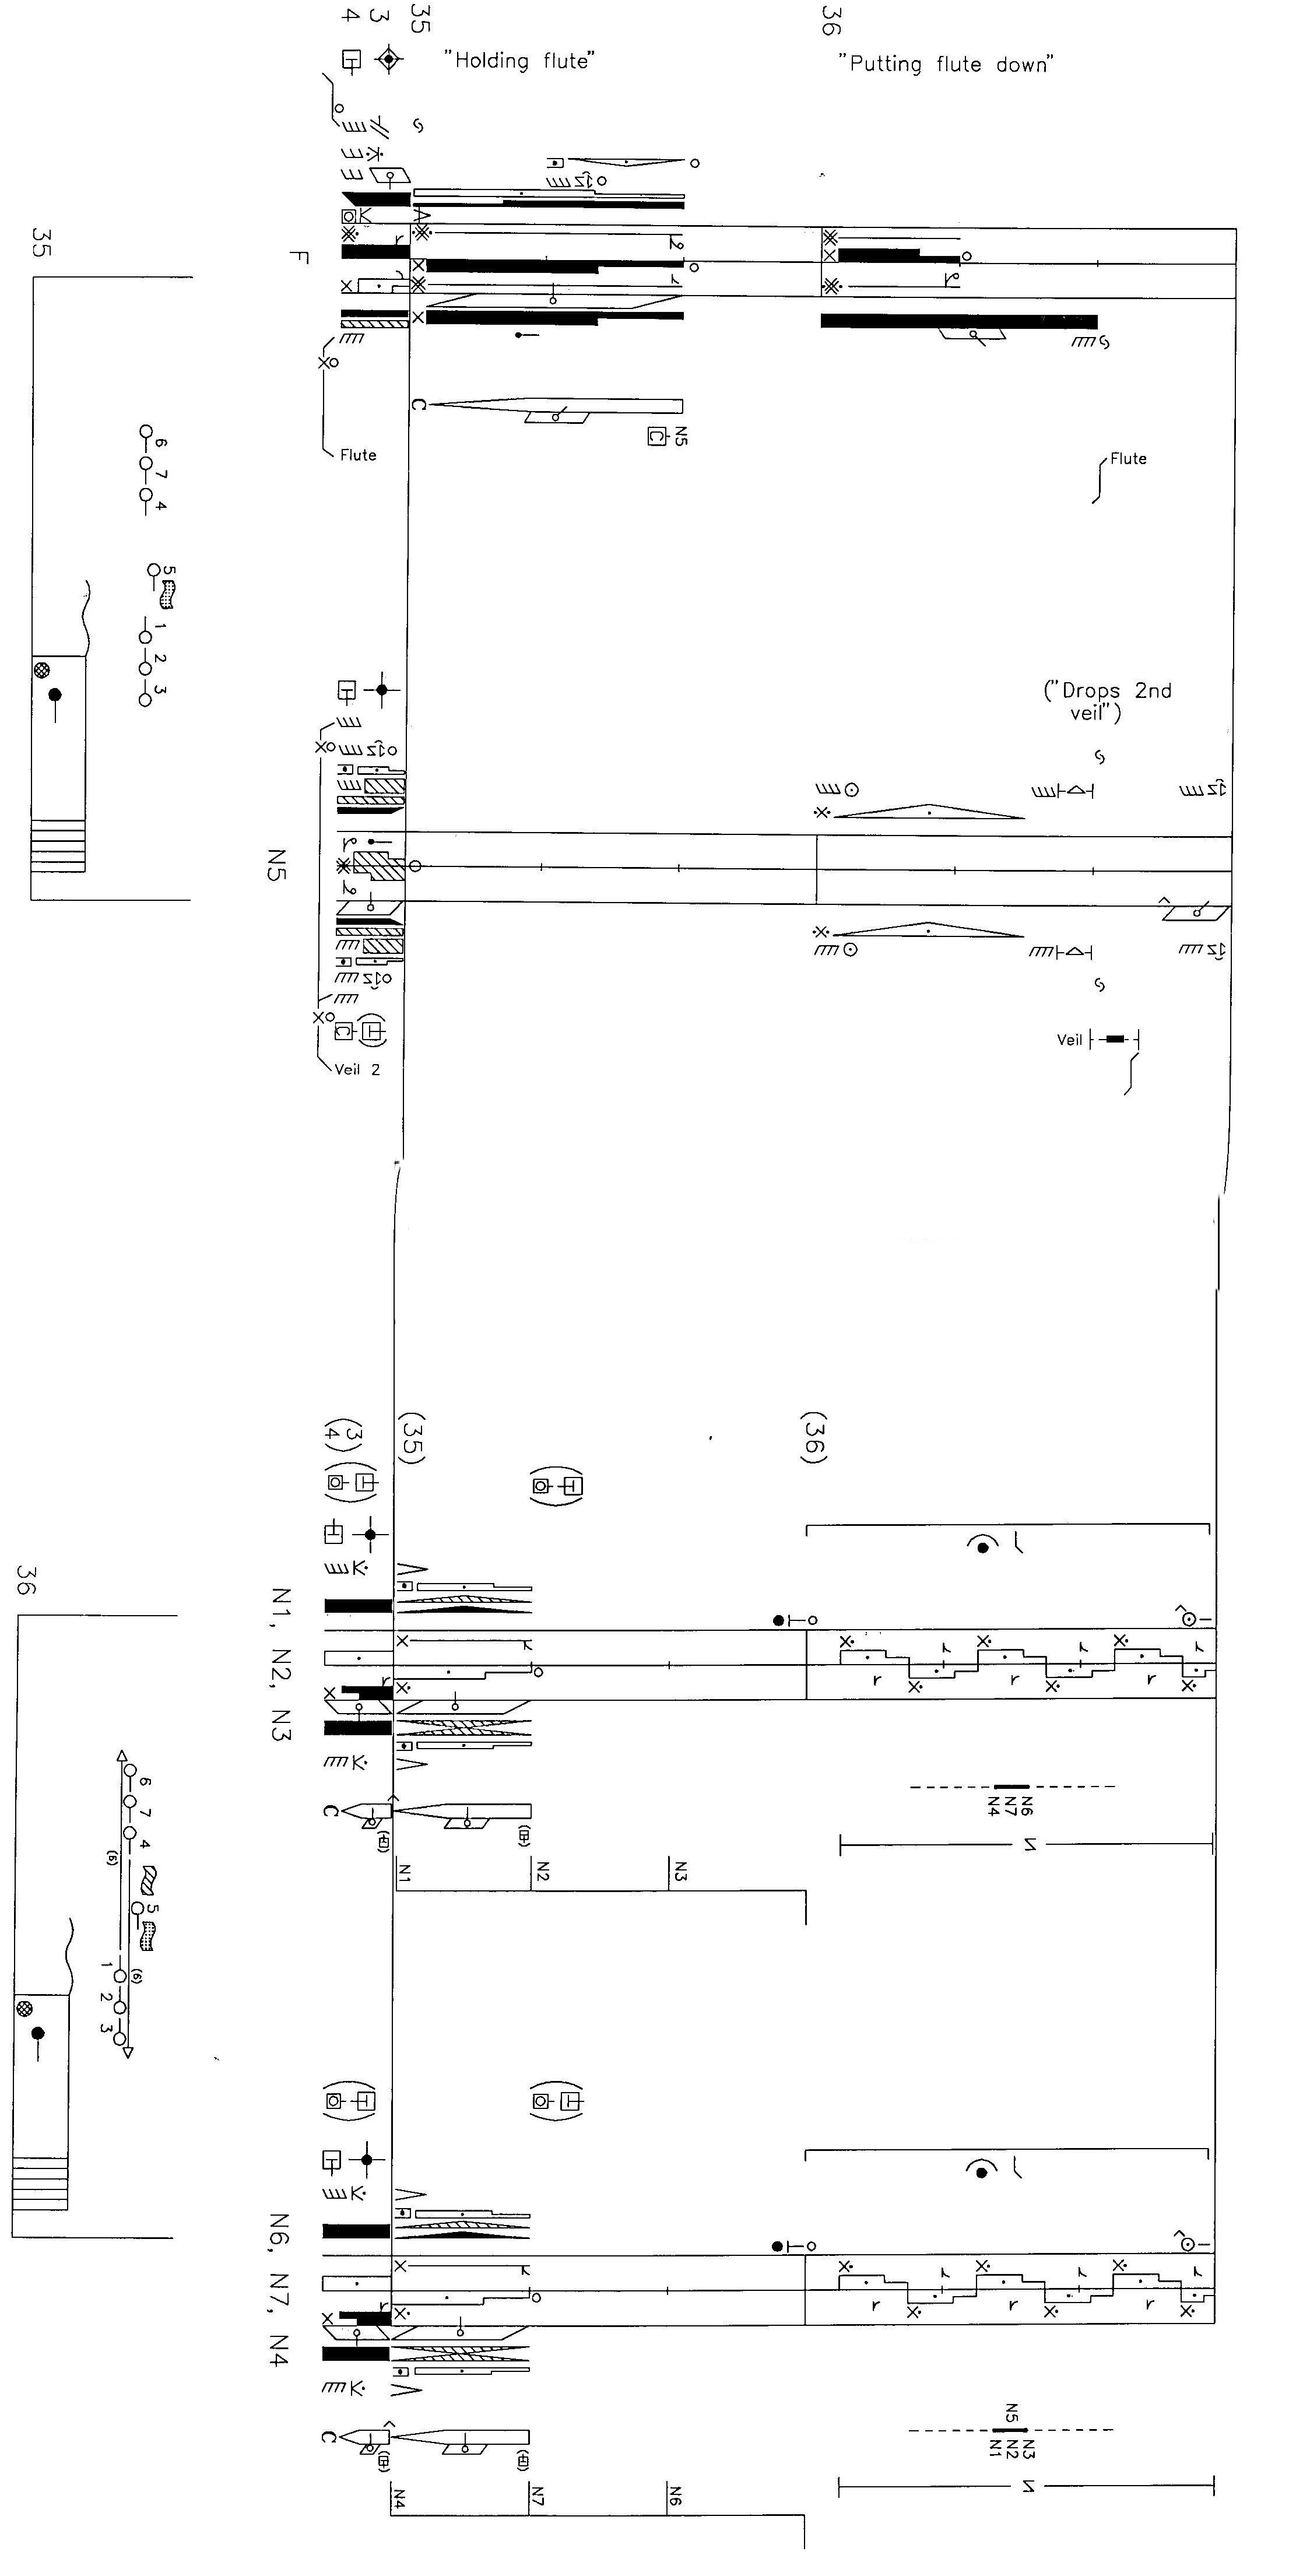 36
"Putting flute down"
35
"Holding flute"
3
4
F
Flute
Flute
N5
("Drops 2nd
veil")
N5
Veil
Veil 2
(36)
(35)
(3
4)
N1, N2, N3
C
N6
N7
N4
N1
N2
N3
N6, N7, N4
C
N5
N3
N2
N1
N4
N7
N6
35
6
7
4
5
1
2
3
36
6
7
4
(5)
5
1
(6)
2
3